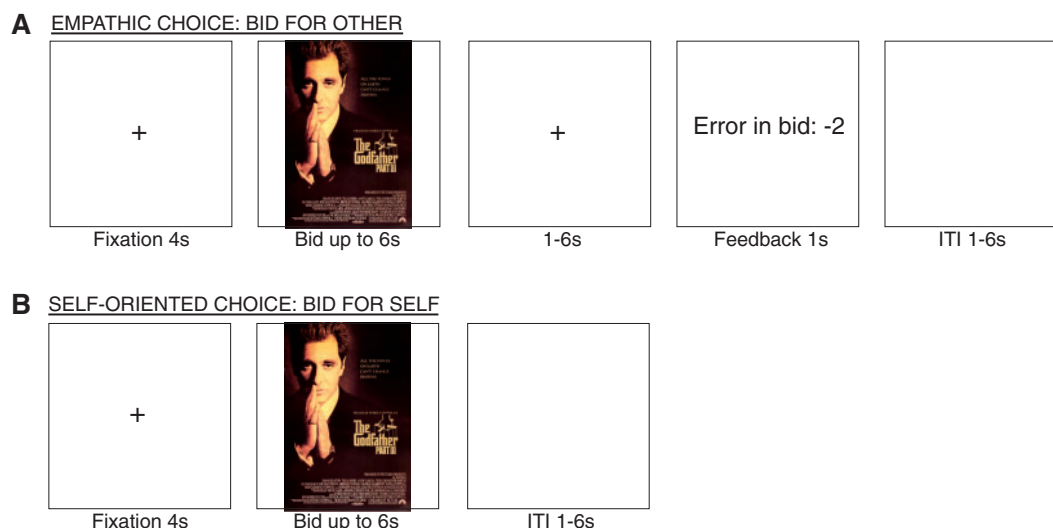 A EMPATHIC CHOICE: BID FOR OTHER
+
The
Godfather
PART III
+
Error in bid: -2
Fixation 4s
Bid up to 6s
1-6s
Feedback 1s
ITI 1-6s
B SELF-ORIENTED CHOICE: BID FOR SELF
+
The
Godfather
PART III
Fixation 4s
Bid up to 6s
ITI 1-6s